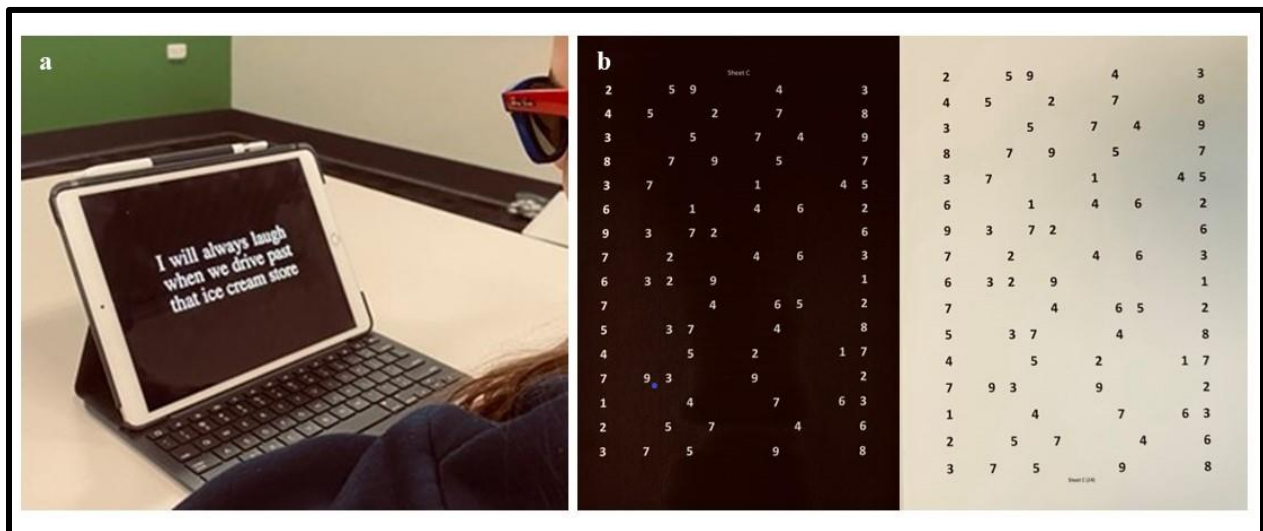 a
I will always laugh
when we drive past
that ice cream store
b
Sheet C
2 5 9 4 3
4 5 2 7 8
3 5 7 4 9
8 7 9 5 7
3 7 1 4 5
6 1 4 6 2
9 3 7 2 6
7 2 4 6 3
6 3 2 9 1
7 4 6 5 2
5 3 7 4 8
4 5 2 1 7
7 9 3 9 2
1 4 7 6 3
2 5 7 4 6
3 7 5 9 8
2 5 9 4 3
4 5 2 7 8
3 5 7 4 9
8 7 9 5 7
3 7 1 4 5
6 1 4 6 2
9 3 7 2 6
7 2 4 6 3
6 3 2 9 1
7 4 6 5 2
5 3 7 4 8
4 5 2 1 7
7 9 3 9 2
1 4 7 6 3
2 5 7 4 6
3 7 5 9 8